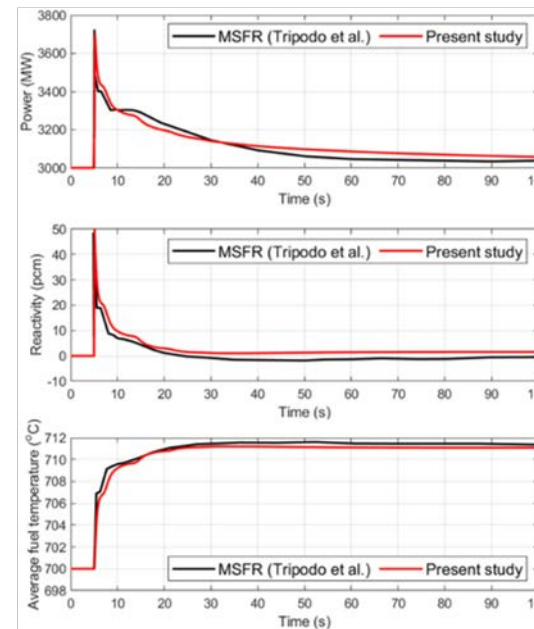 3800
3600
3400
3200
3000
Power (MW)
MSFR (Tripodo et al.) Present study
0 10 20 30 40 50 60 70 80 90 10
Time (s)
50
40
30
20
10
0
-10
Reactivity (pcm)
MSFR (Tripodo et al.) Present study
0 10 20 30 40 50 60 70 80 90 10
Time (s)
712
710
708
706
704
702
700
698
Average fuel temperature (°C)
MSFR (Tripodo et al.) Present study
0 10 20 30 40 50 60 70 80 90 10
Time (s)